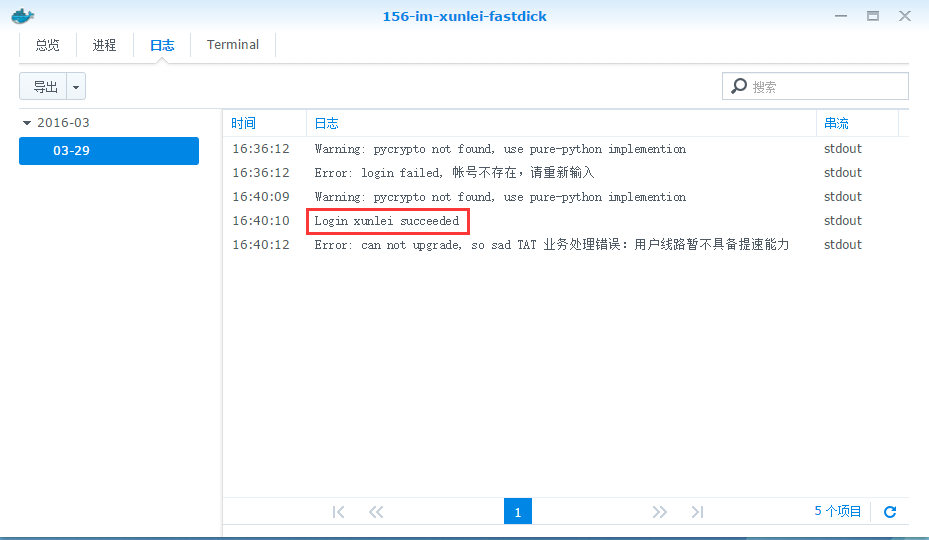 156-im-xunlei-fastdick
总览 进程 日志 Terminal
导出 搜索
2016-03
03-29
时间 日志 串流
16:36:12 Warning: pycrypto not found, use pure-python implemention stdout
16:36:12 Error: login failed, 帐号不存在，请重新输入 stdout
16:40:09 Warning: pycrypto not found, use pure-python implemention stdout
16:40:10 Login xunlei succeeded stdout
16:40:12 Error: can not upgrade, so sad TAT 业务处理错误：用户线路暂不具备提速能力 stdout
1 5 个项目